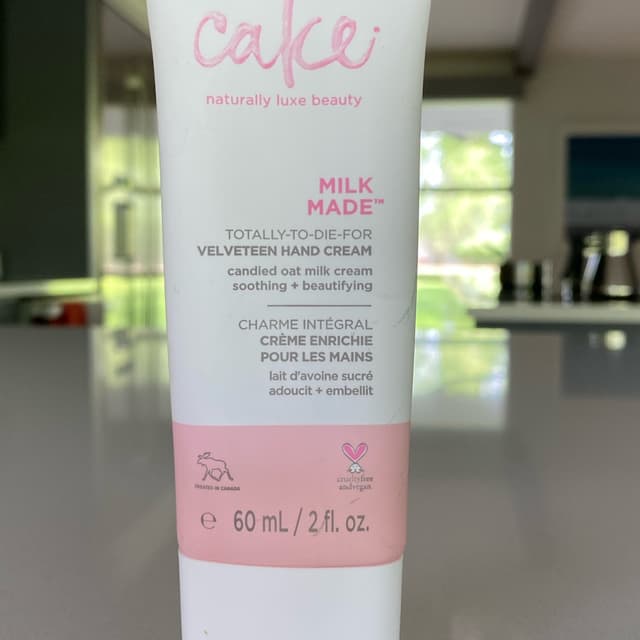 cake
naturally luxe beauty
MILK
MADE™
TOTALLY-TO-DIE-FOR
VELVETEEN HAND CREAM
candied oat milk cream
soothing + beautifying
CHARME INTÉGRAL
CRÈME ENRICHIE
POUR LES MAINS
lait d'avoine sucré
adoucit + embellit
CREATED IN CANADA
crueltyfree
andvegan.
℮ 60 mL / 2 fl. oz.